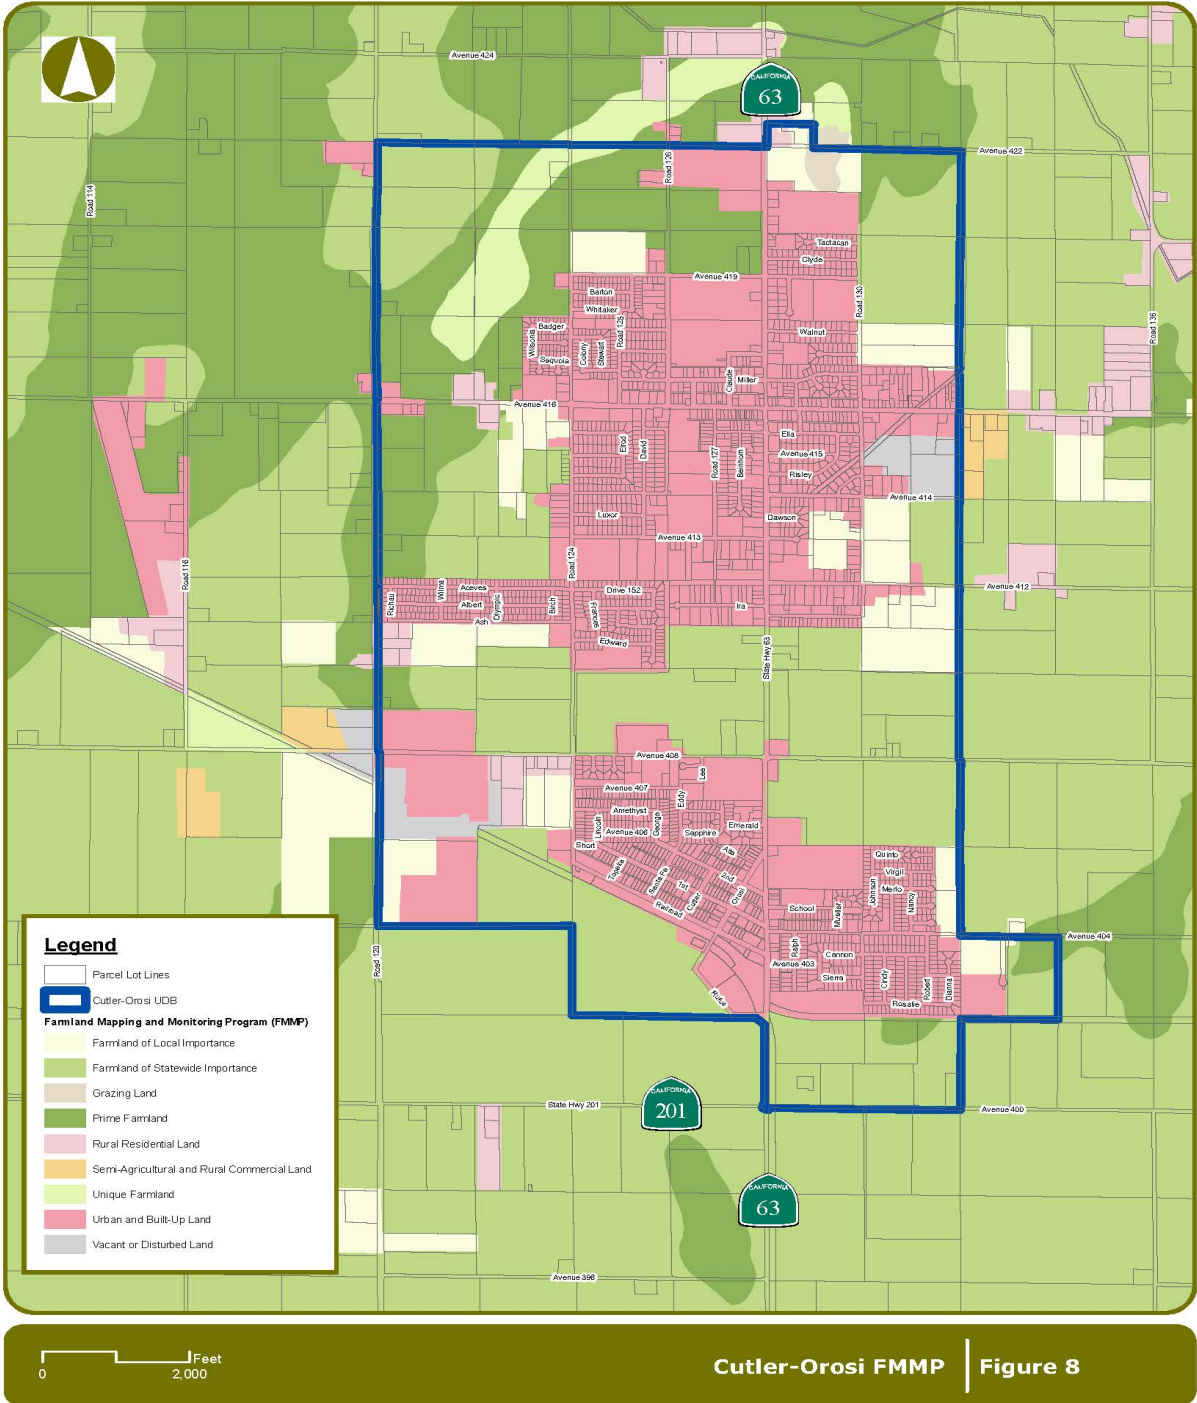 Avenue 424
CALIFORNIA
63
Avenue 422
Road 126
Road 114
Tactacan
Clyde
Avenue 419
Road 130
Barton
Whitaker
Road 125
Badger
Wilsonia
Colony
Stewart
Sequoia
Walnut
Road 136
Claude
Miller
Avenue 416
Elrod
David
Road 127
Ella
Avenue 415
Risley
Avenue 414
Luxor
Dawson
Avenue 413
Road 124
Road 116
Avenue 412
Richau
Wilma
Aceves
Albert
Olympic
Ash
Birch
Drive 152
Frances
Edward
Ira
State Hwy 63
Avenue 408
Lee
Avenue 407
Eddy
Amethyst
Lincoln
Avenue 406
George
Sapphire
Emerald
Short
Alta
Topeka
Santa Fe
1st
2nd
Cutler
Orosi
Railroad
Quinto
Virgil
Merlo
Johnson
Nancy
School
Mueller
Ralph
Cannon
Avenue 403
Sierra
Cindy
Robert
Dianna
Rosalie
Rufus
Avenue 404
Road 120
State Hwy 201
CALIFORNIA
201
Avenue 400
CALIFORNIA
63
Avenue 396
Legend
Parcel Lot Lines
Cutler-Orosi UDB
Farmland Mapping and Monitoring Program (FMMP)
Farmland of Local Importance
Farmland of Statewide Importance
Grazing Land
Prime Farmland
Rural Residential Land
Semi-Agricultural and Rural Commercial Land
Unique Farmland
Urban and Built-Up Land
Vacant or Disturbed Land
Feet
0 2,000
Cutler-Orosi FMMP | Figure 8